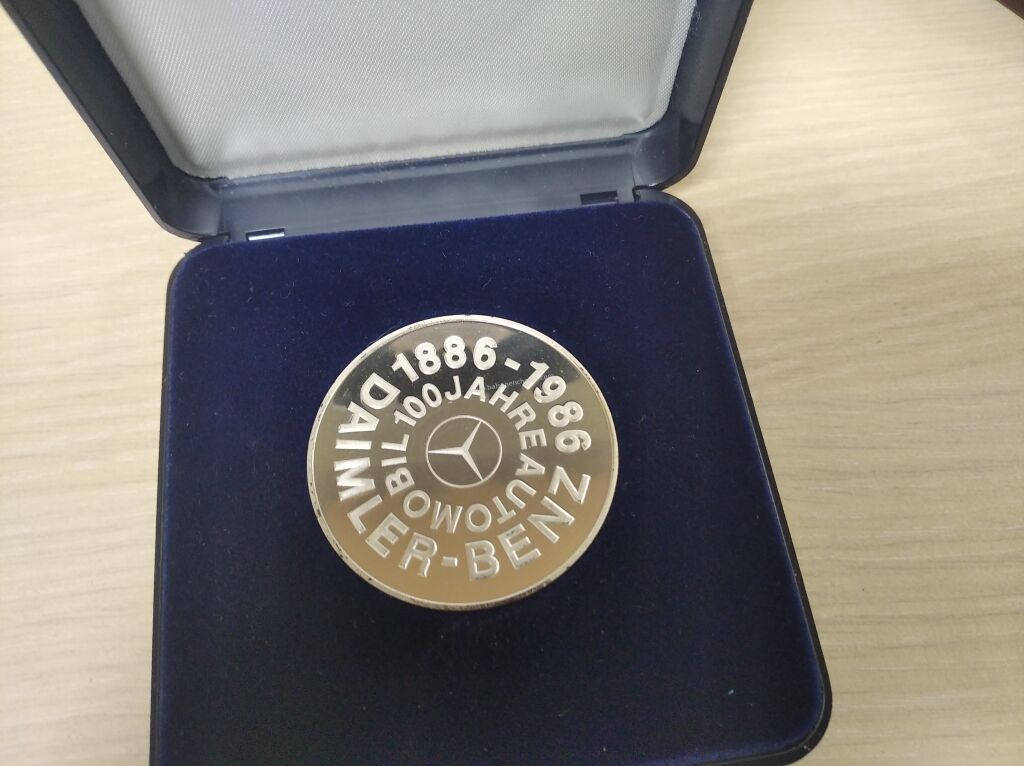 1886-1986
DAIMLER-BENZ
100 JAHRE AUTOMOBIL